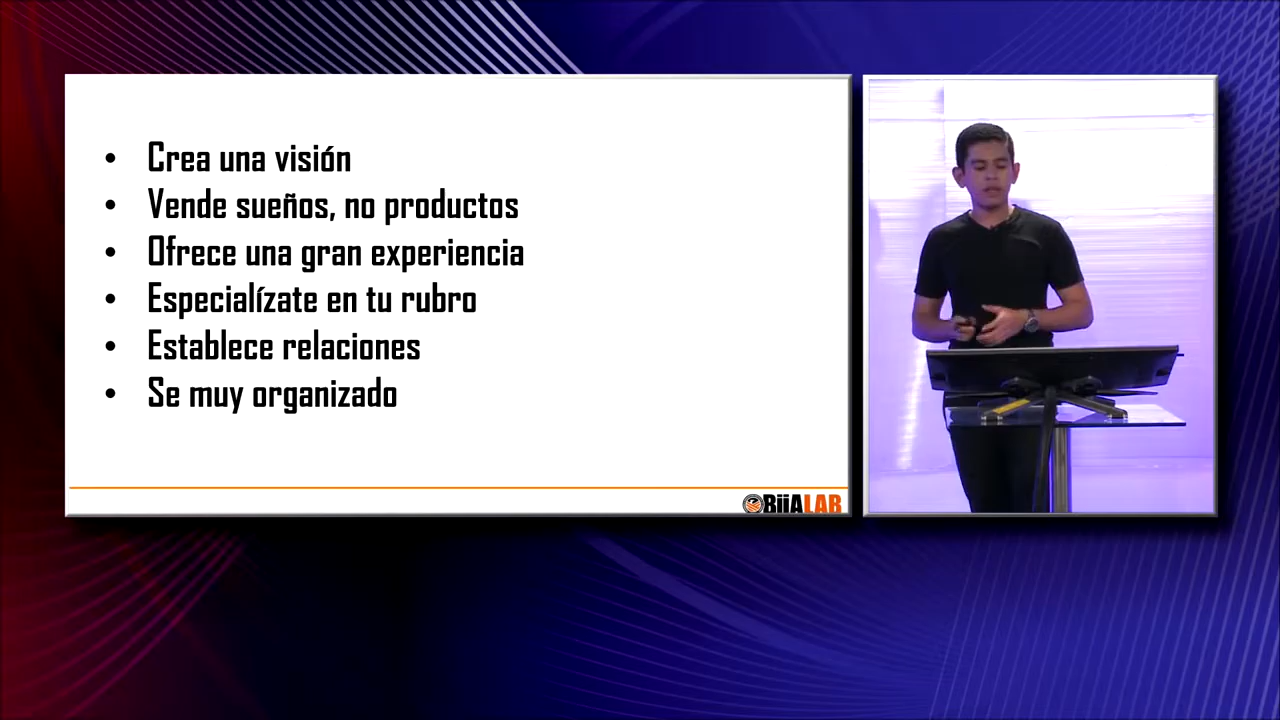 • Crea una visión
• Vende sueños, no productos
• Ofrece una gran experiencia
• Especialízate en tu rubro
• Establece relaciones
• Se muy organizado
BiiALAB